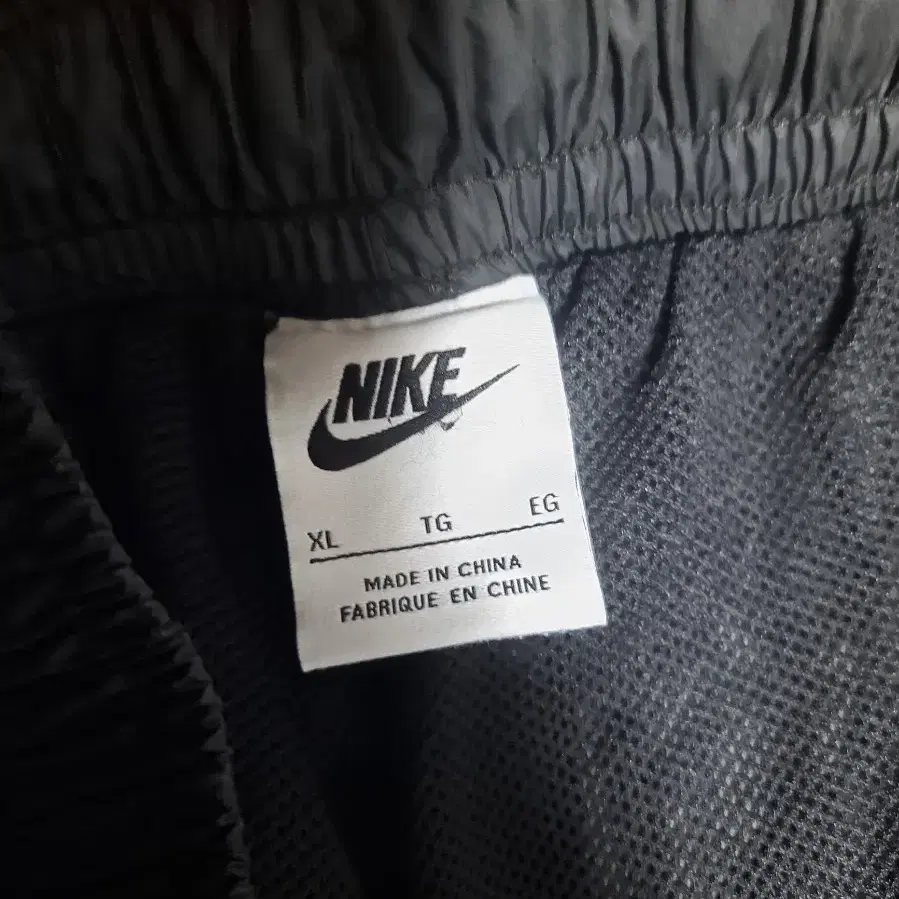 NIKE
XL TG EG
MADE IN CHINA
FABRIQUE EN CHINE